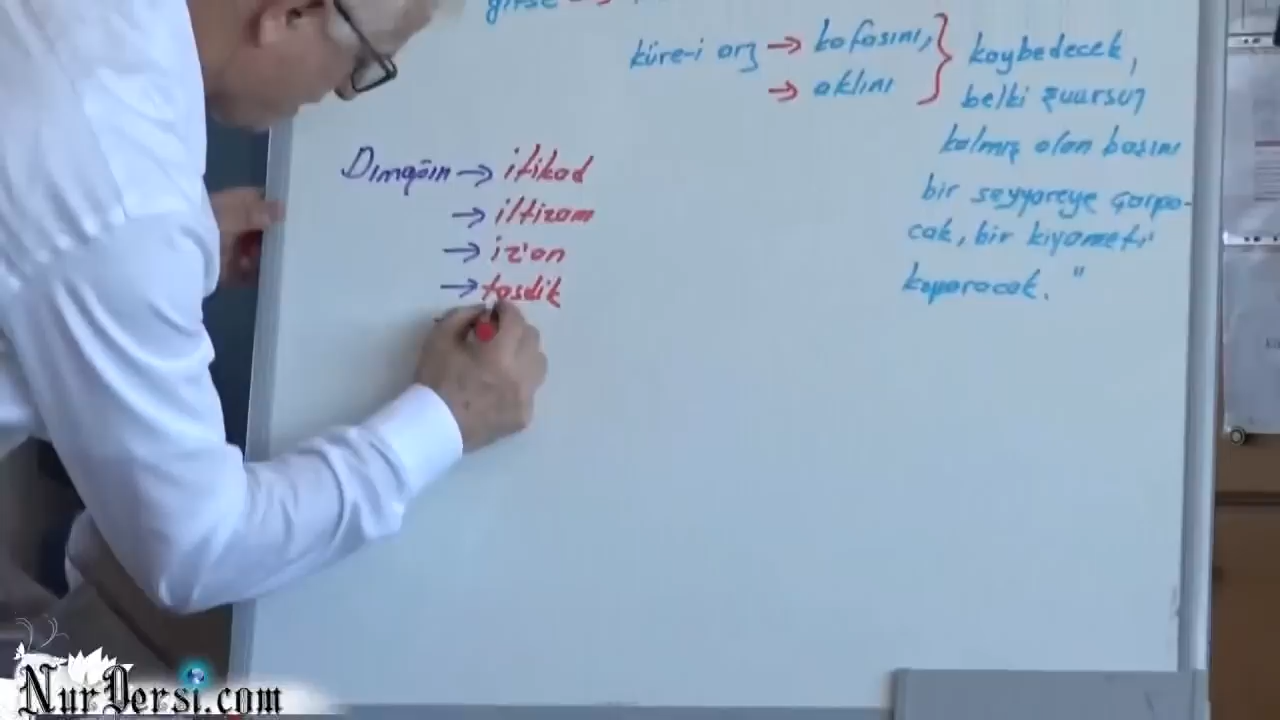 gitse →
küre-i arz → kafasını,
→ aklını
} kaybedecek,
belki şuursuz
kalmış olan başını
bir seyyareye çarpa-
cak, bir kıyameti
koparacak."
Dımağın → itikad
→ iltizam
→ iz'an
→ tasdik
NurDersi.com